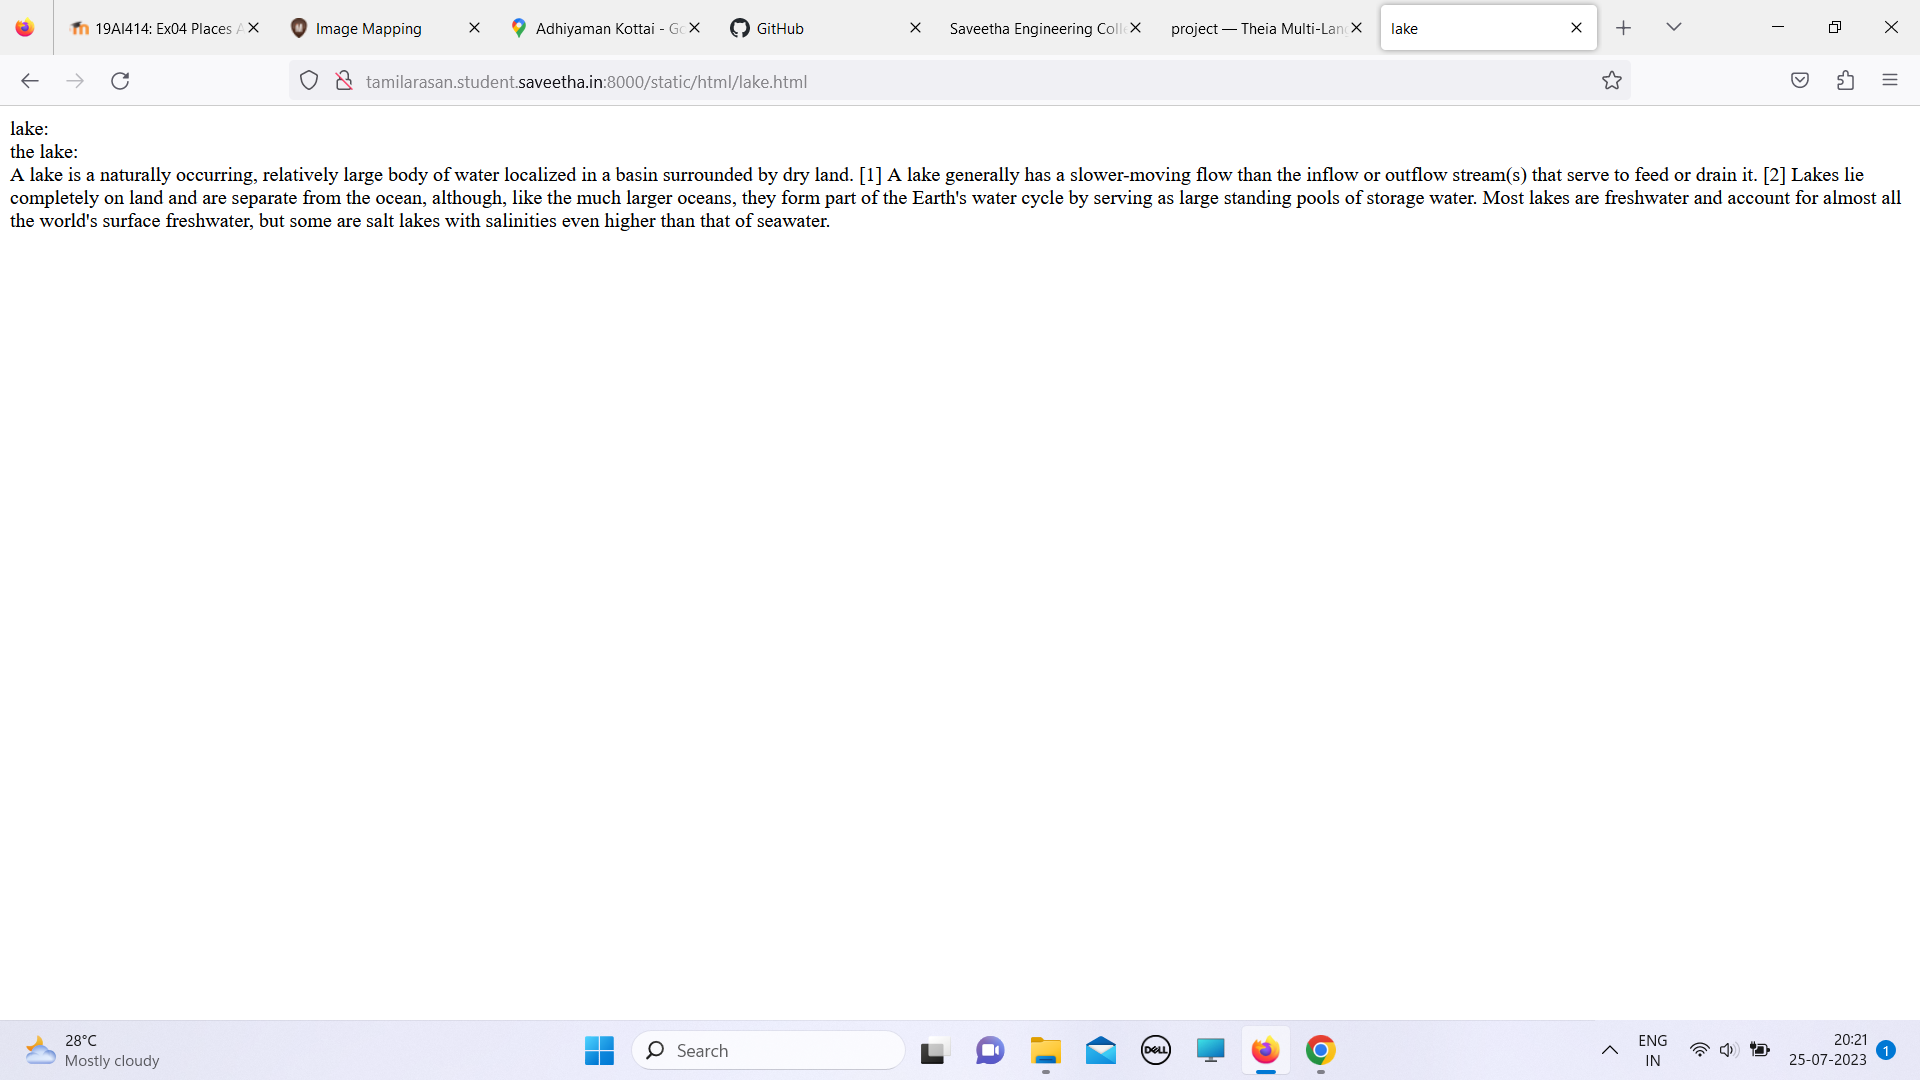 19AI414: Ex04 Places A
Image Mapping
Adhiyaman Kottai - Go
GitHub
Saveetha Engineering Coll
project — Theia Multi-Lang
lake
tamilarasan.student.saveetha.in:8000/static/html/lake.html
lake:
the lake:
A lake is a naturally occurring, relatively large body of water localized in a basin surrounded by dry land. [1] A lake generally has a slower-moving flow than the inflow or outflow stream(s) that serve to feed or drain it. [2] Lakes lie
completely on land and are separate from the ocean, although, like the much larger oceans, they form part of the Earth's water cycle by serving as large standing pools of storage water. Most lakes are freshwater and account for almost all
the world's surface freshwater, but some are salt lakes with salinities even higher than that of seawater.
28°C
Mostly cloudy
Search
DELL
ENG
IN
20:21
25-07-2023
1